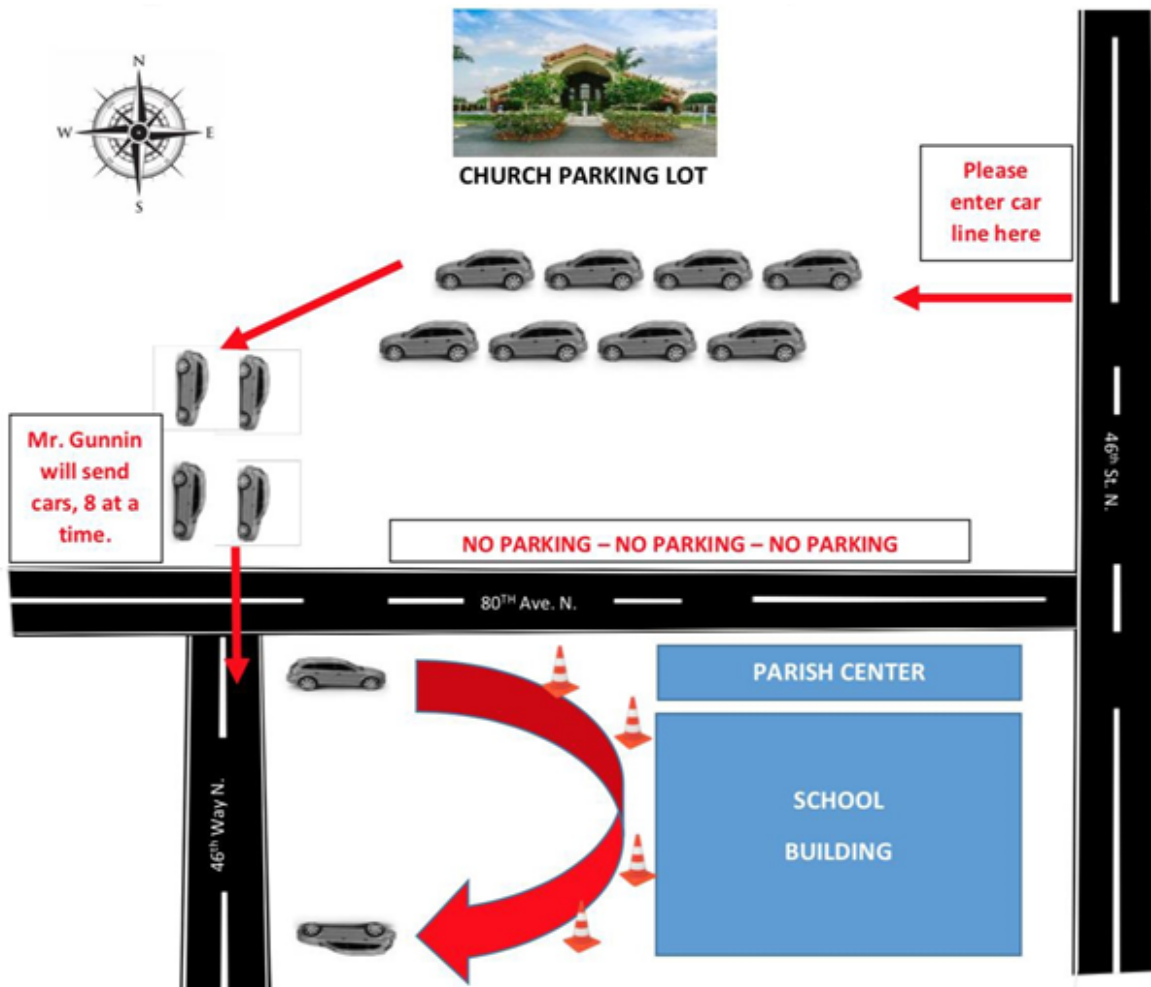 N
W
E
S
CHURCH PARKING LOT
Please
enter car
line here
Mr. Gunnin
will send
cars, 8 at a
time.
46th St. N.
NO PARKING – NO PARKING – NO PARKING
80TH Ave. N.
PARISH CENTER
46th Way N.
SCHOOL
BUILDING